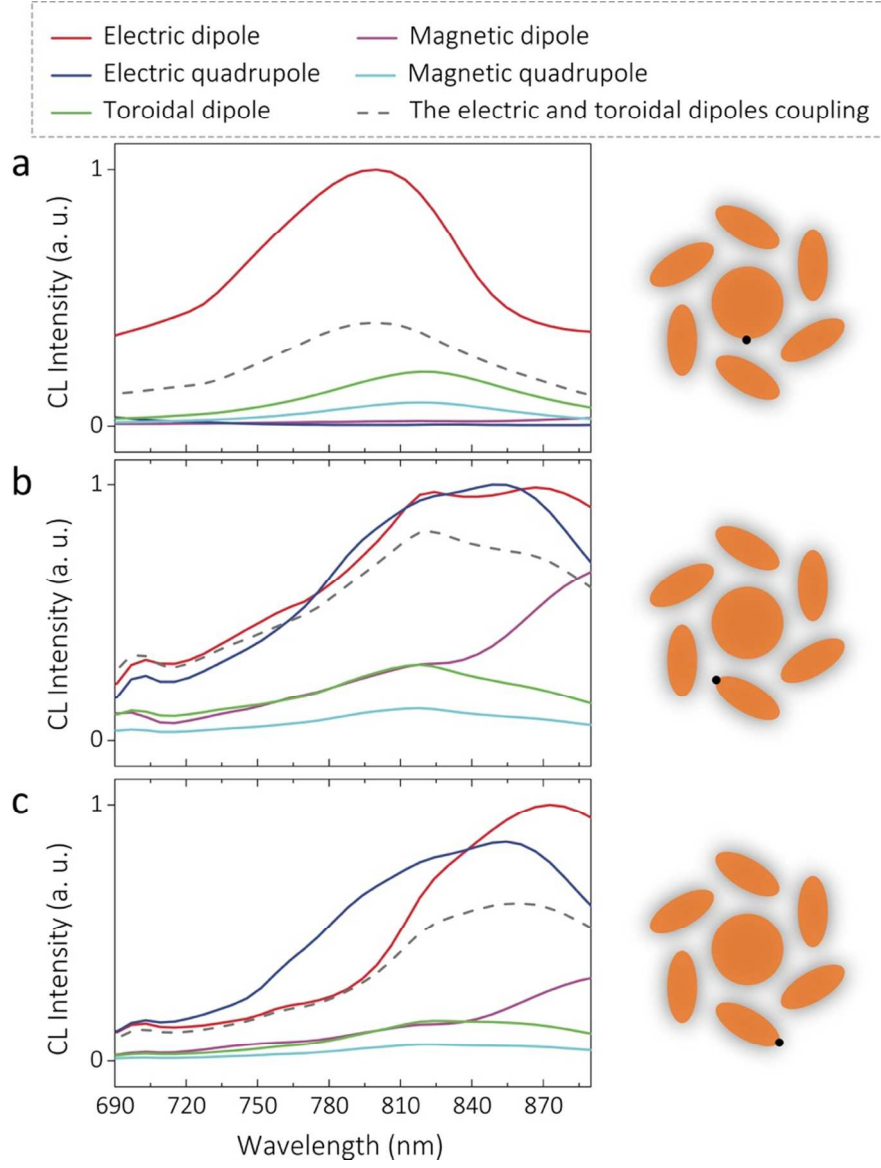 Electric dipole Magnetic dipole
Electric quadrupole Magnetic quadrupole
Toroidal dipole The electric and toroidal dipoles coupling
a
1
CL Intensity (a. u.)
0
b
1
CL Intensity (a. u.)
0
c
1
CL Intensity (a. u.)
0
690 720 750 780 810 840 870
Wavelength (nm)